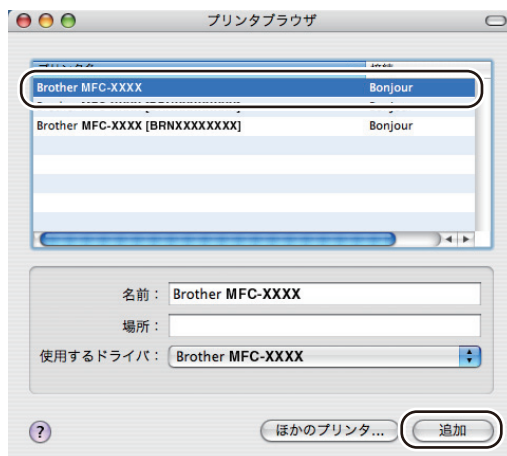 プリンタブラウザ
Brother MFC-XXXX Bonjour
Brother MFC-XXXX [BRNXXXXXXX] Bonjour
名前： Brother MFC-XXXX
場所：
使用するドライバ： Brother MFC-XXXX
? ほかのプリンタ... 追加